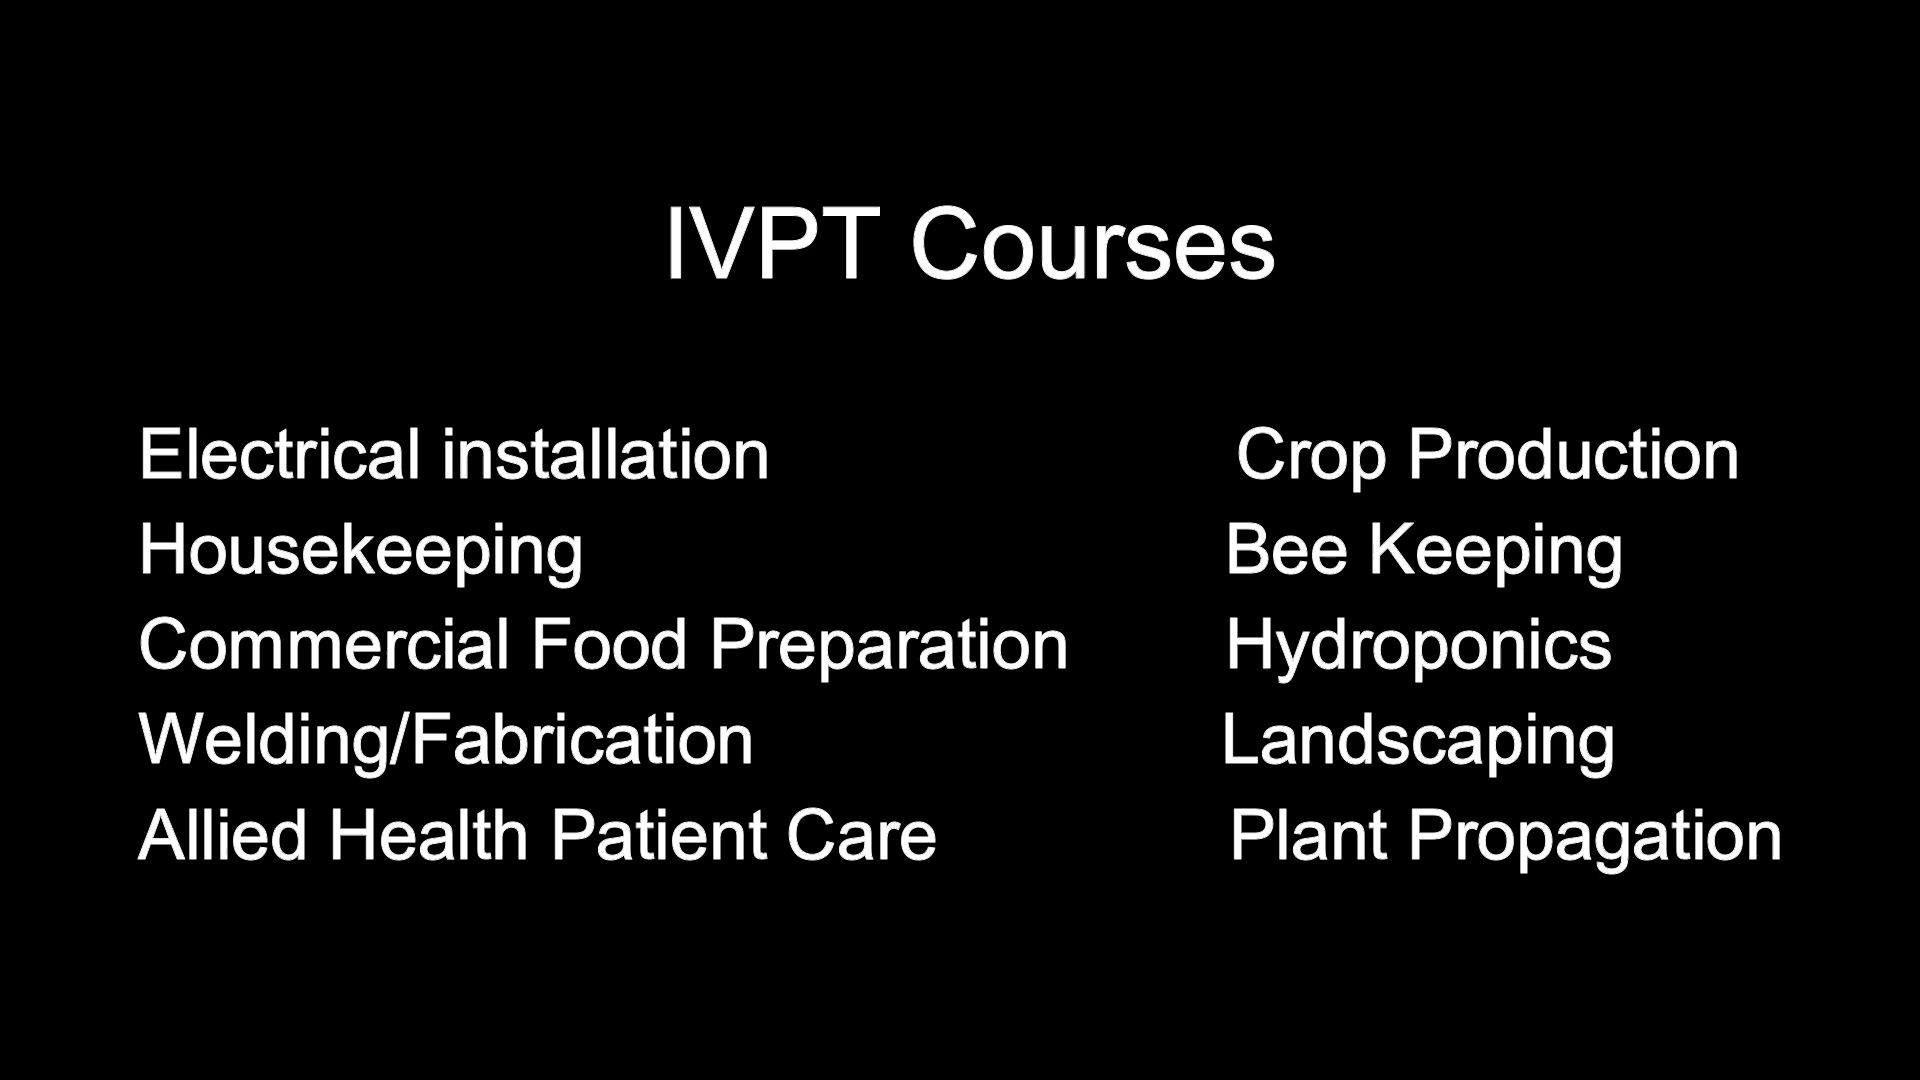 IVPT Courses
Electrical installation Crop Production
Housekeeping Bee Keeping
Commercial Food Preparation Hydroponics
Welding/Fabrication Landscaping
Allied Health Patient Care Plant Propagation